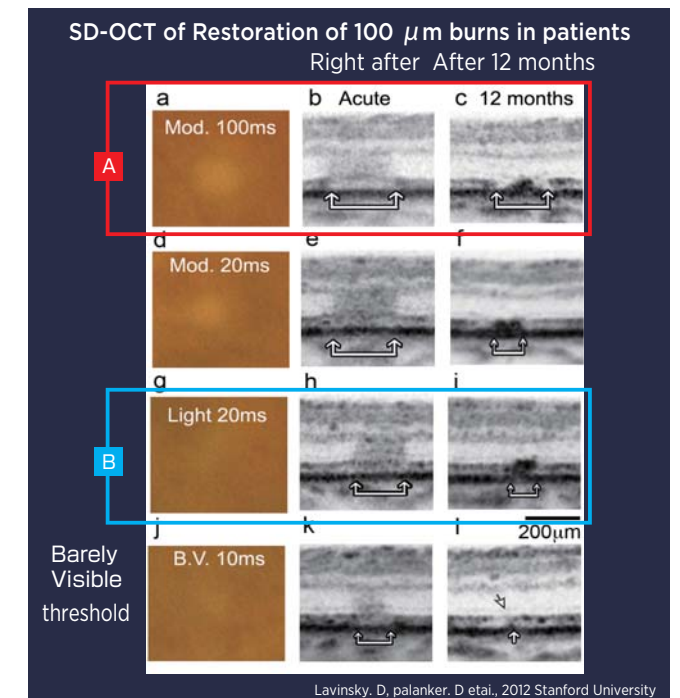 SD-OCT of Restoration of 100 μm burns in patients
Right after After 12 months
a b Acute c 12 months
Mod. 100ms
A
d e f
Mod. 20ms
g h i
Light 20ms
B
j k l 200μm
B.V. 10ms
Barely
Visible
threshold
Lavinsky. D, palanker. D etai., 2012 Stanford University